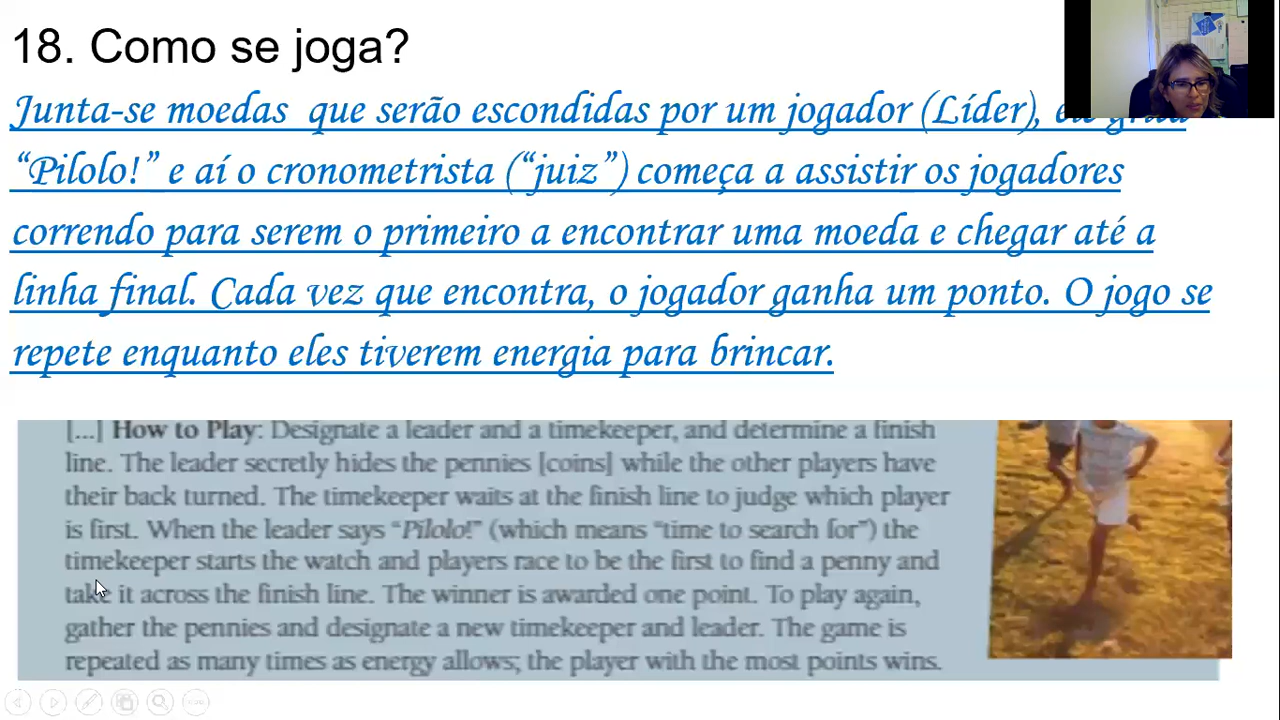 18. Como se joga?
Junta-se moedas que serão escondidas por um jogador (Líder),
“Pilolo!” e aí o cronometrista (“juiz”) começa a assistir os jogadores
correndo para serem o primeiro a encontrar uma moeda e chegar até a
linha final. Cada vez que encontra, o jogador ganha um ponto. O jogo se
repete enquanto eles tiverem energia para brincar.
[...] How to Play: Designate a leader and a timekeeper, and determine a finish
line. The leader secretly hides the pennies [coins] while the other players have
their back turned. The timekeeper waits at the finish line to judge which player
is first. When the leader says “Pilolo!” (which means “time to search for”) the
timekeeper starts the watch and players race to be the first to find a penny and
take it across the finish line. The winner is awarded one point. To play again,
gather the pennies and designate a new timekeeper and leader. The game is
repeated as many times as energy allows; the player with the most points wins.